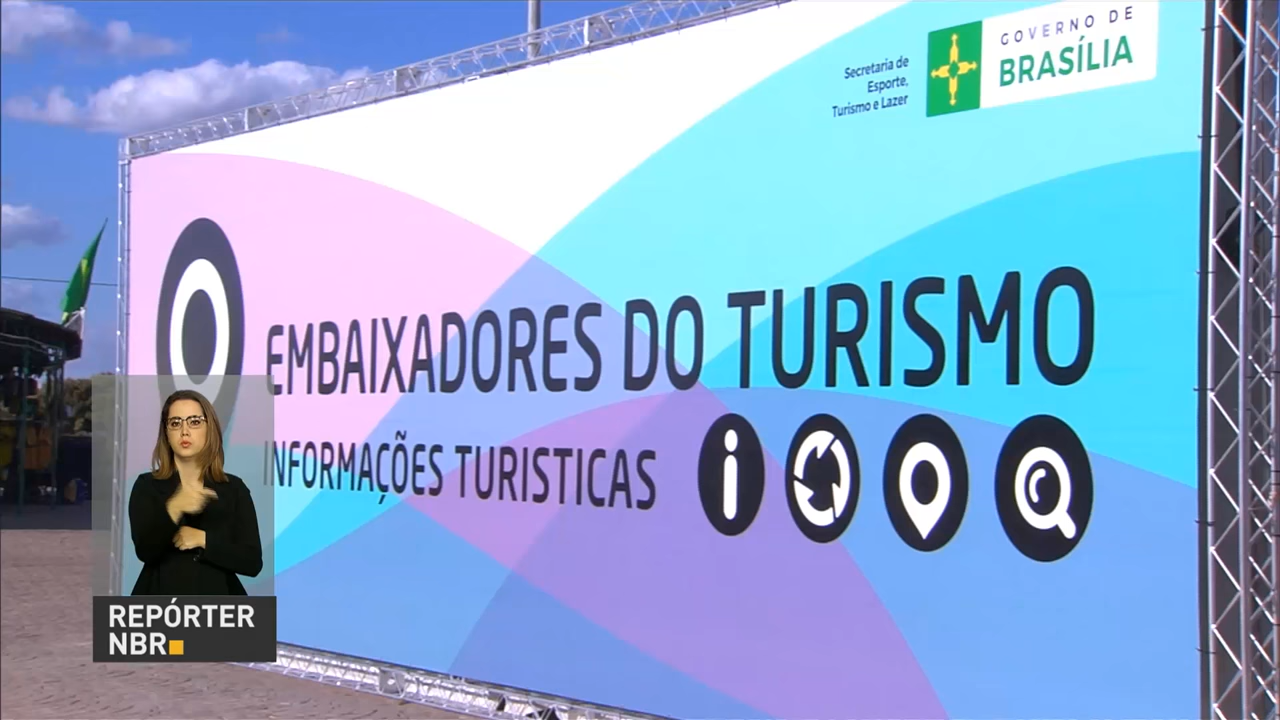 Secretaria de
Esporte,
Turismo e Lazer
GOVERNO DE
BRASÍLIA
EMBAIXADORES DO TURISMO
INFORMAÇÕES TURISTICAS
i
REPÓRTER
NBR